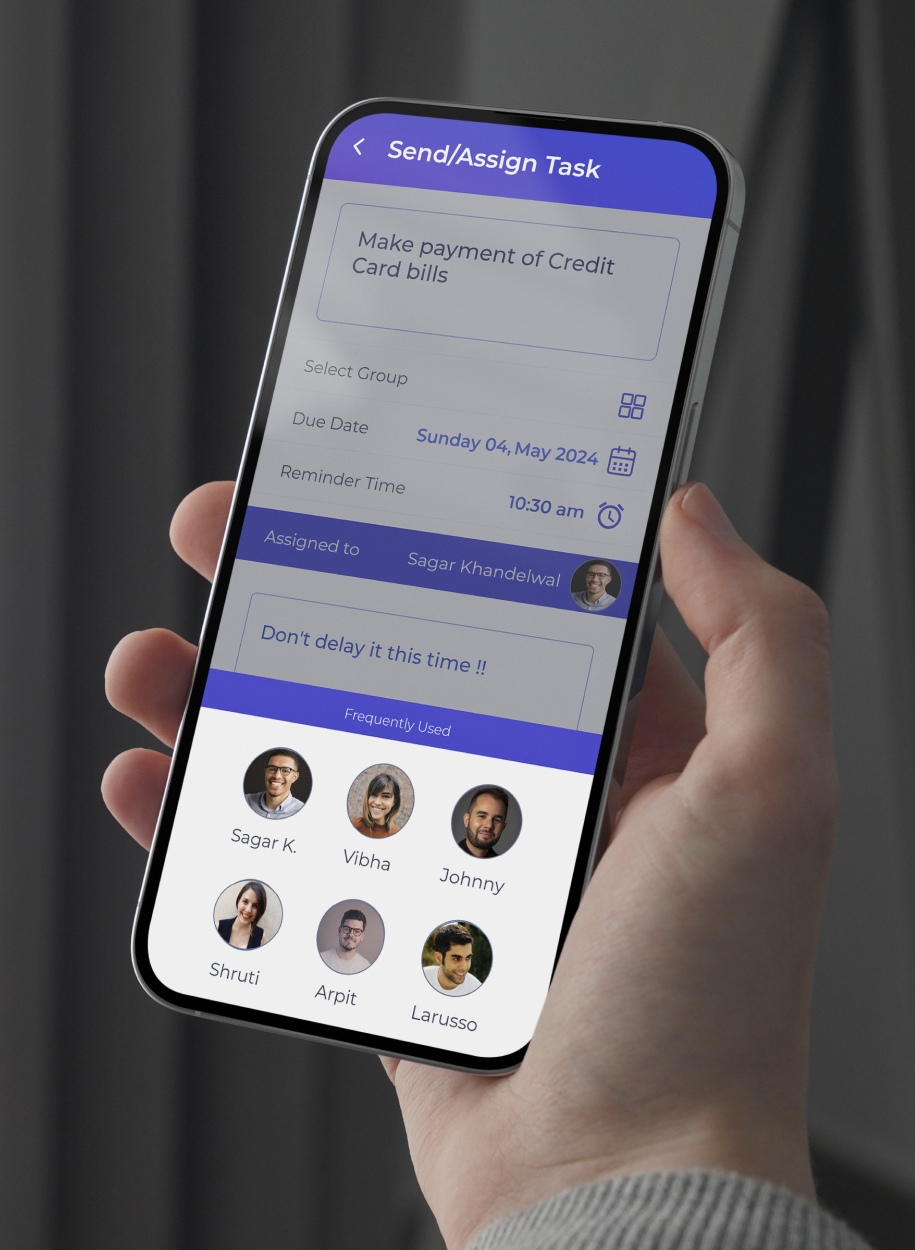 Send/Assign Task
Make payment of Credit
Card bills
Select Group
Due Date Sunday 04, May 2024
Reminder Time 10:30 am
Assigned to Sagar Khandelwal
Don't delay it this time !!
Frequently Used
Sagar K. Vibha Johnny
Shruti Arpit Larusso